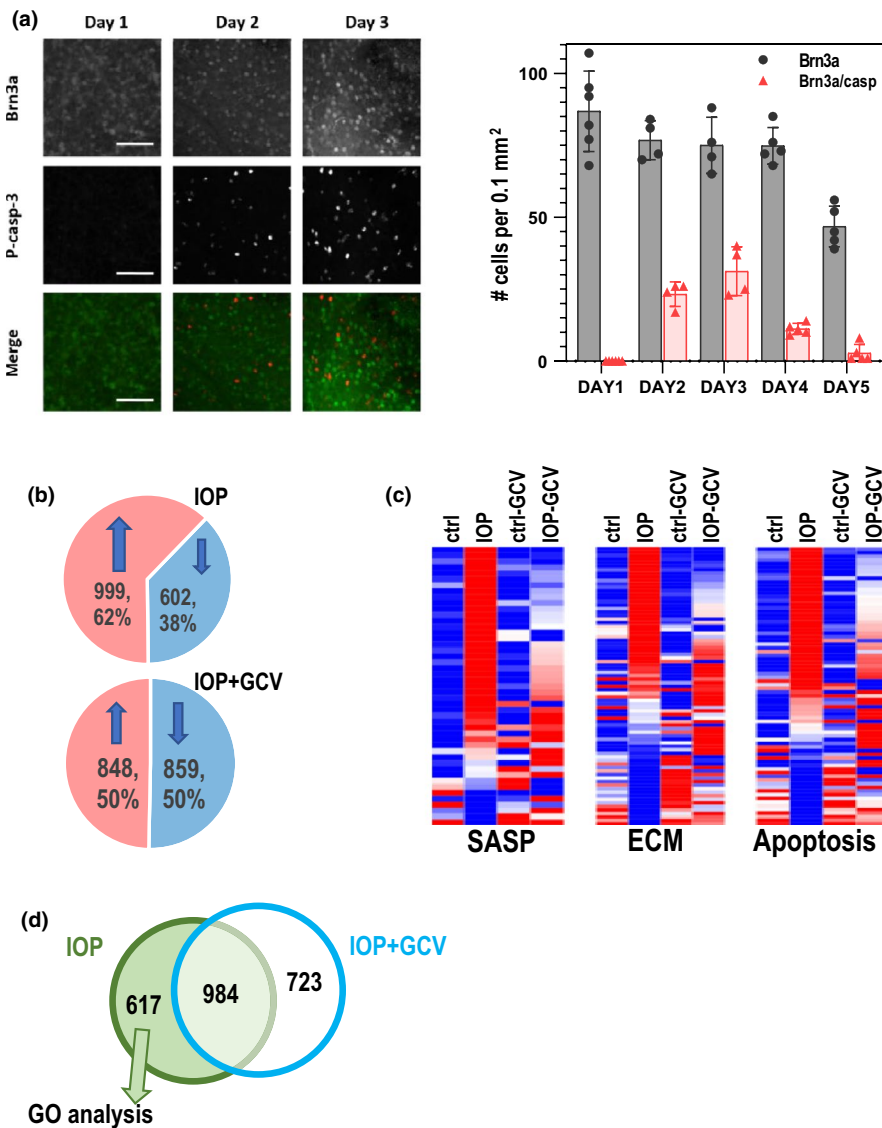 (a)
Day 1 Day 2 Day 3
Brn3a
P-casp-3
Merge
# cells per 0.1 mm²
100
50
0
Brn3a
Brn3a/casp
DAY1 DAY2 DAY3 DAY4 DAY5
(b)
IOP
999,
62%
602,
38%
IOP+GCV
848,
50%
859,
50%
(c)
ctrl IOP ctrl-GCV IOP-GCV
ctrl IOP ctrl-GCV IOP-GCV
ctrl IOP ctrl-GCV IOP-GCV
SASP ECM Apoptosis
(d)
IOP
IOP+GCV
617 984 723
GO analysis